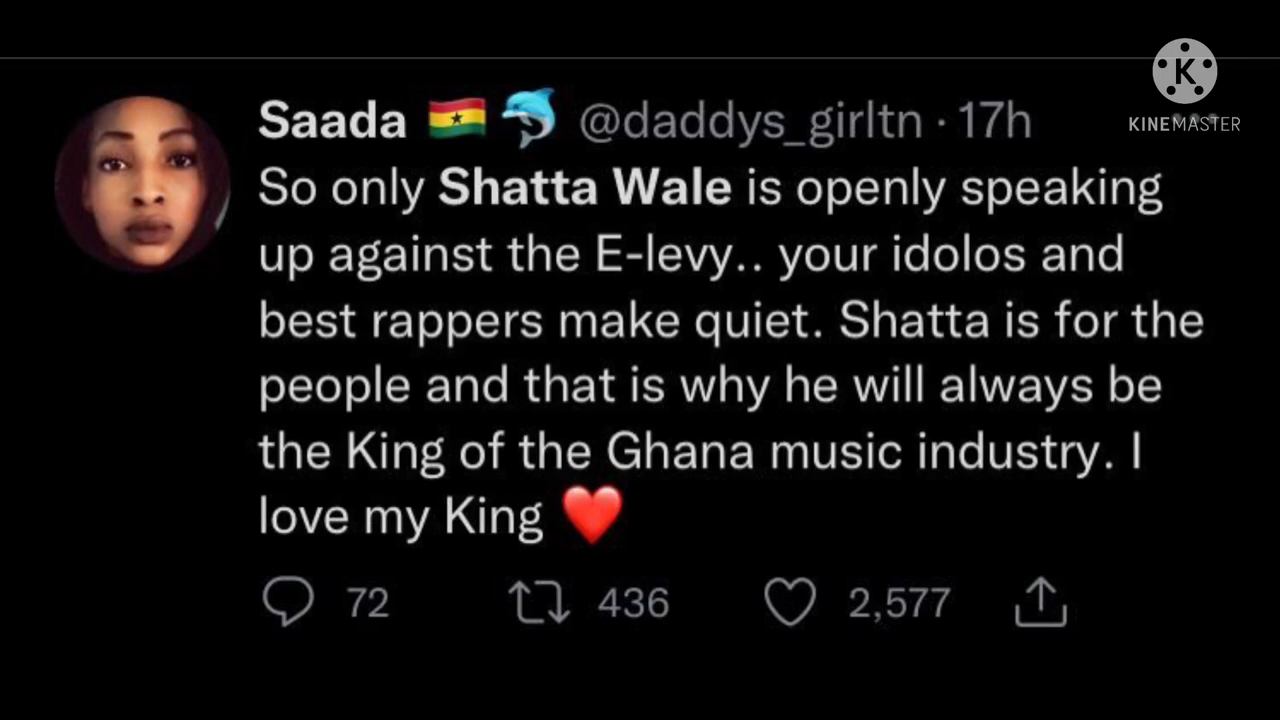 Saada 🇬🇭🐬 @daddys_girltn · 17h
KINEMASTER
So only Shatta Wale is openly speaking
up against the E-levy.. your idolos and
best rappers make quiet. Shatta is for the
people and that is why he will always be
the King of the Ghana music industry. I
love my King ❤️
72 436 2,577